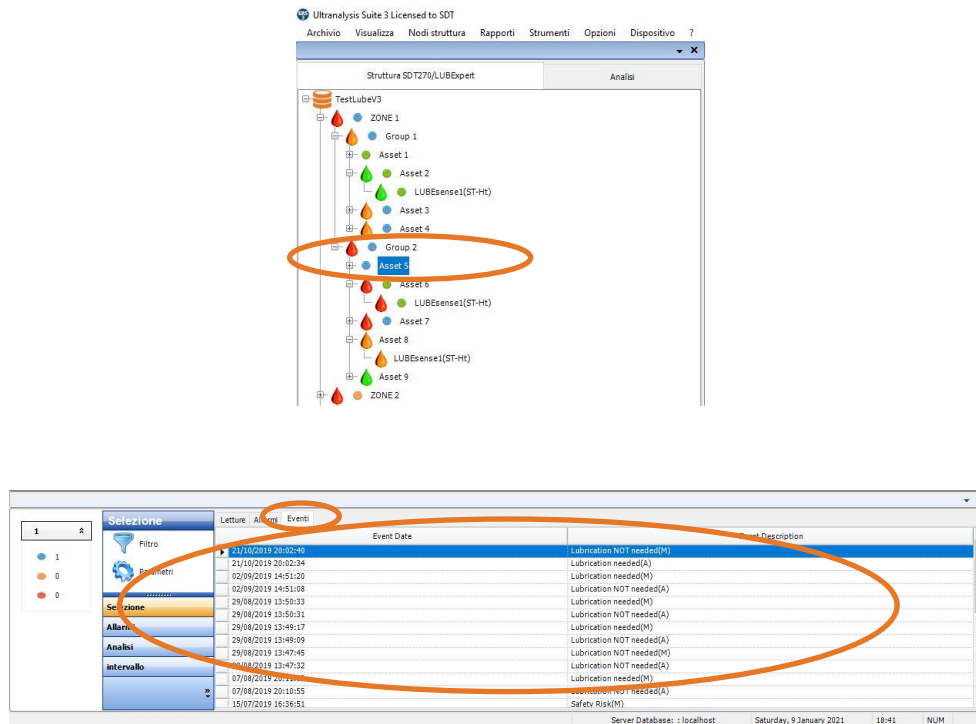 Ultranalysis Suite 3 Licensed to SDT
Archivio Visualizza Nodi struttura Rapporti Strumenti Opzioni Dispositivo ?
Struttura SDT270/LUBExpert Analisi
TestLubeV3
ZONE 1
Group 1
Asset 1
Asset 2
LUBEsense1(ST-Ht)
Asset 3
Asset 4
Group 2
Asset 5
Asset 6
LUBEsense1(ST-Ht)
Asset 7
Asset 8
LUBEsense1(ST-Ht)
Asset 9
ZONE 2
1
1
0
0
Selezione
Filtro
Parametri
Selezione
Allarmi
Analisi
intervallo
Letture Allarmi Eventi
Event Date Event Description
21/10/2019 20:02:40 Lubrication NOT needed(M)
21/10/2019 20:02:34 Lubrication needed(A)
02/09/2019 14:51:20 Lubrication needed(M)
02/09/2019 14:51:08 Lubrication NOT needed(A)
29/08/2019 13:50:33 Lubrication needed(M)
29/08/2019 13:50:31 Lubrication NOT needed(A)
29/08/2019 13:49:17 Lubrication needed(M)
29/08/2019 13:49:09 Lubrication NOT needed(A)
29/08/2019 13:47:45 Lubrication NOT needed(M)
29/08/2019 13:47:32 Lubrication NOT needed(A)
07/08/2019 Lubrication needed(M)
07/08/2019 20:10:55 Lubrication NOT needed(A)
15/07/2019 16:36:51 Safety Risk(M)
Server Database: : localhost Saturday, 9 January 2021 18:41 NUM